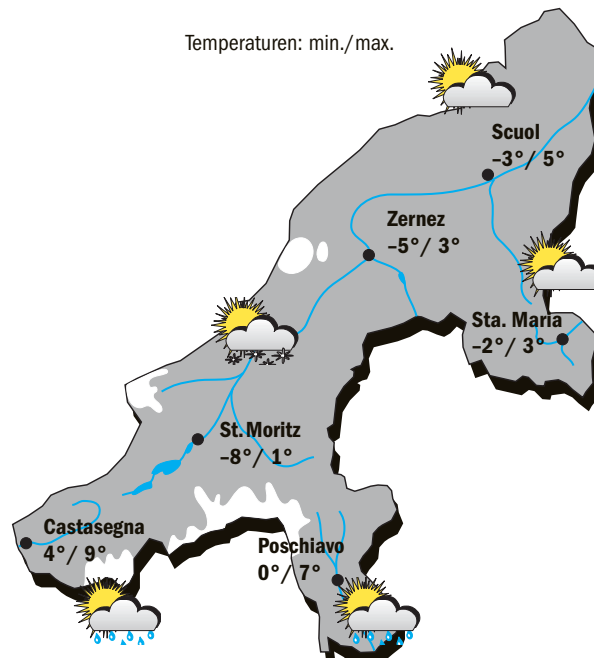 Temperaturen: min./max.
Scuol
–3°/ 5°
Zernez
–5°/ 3°
Sta. Maria
–2°/ 3°
St. Moritz
–8°/ 1°
Castasegna
4°/ 9°
Poschiavo
0°/ 7°